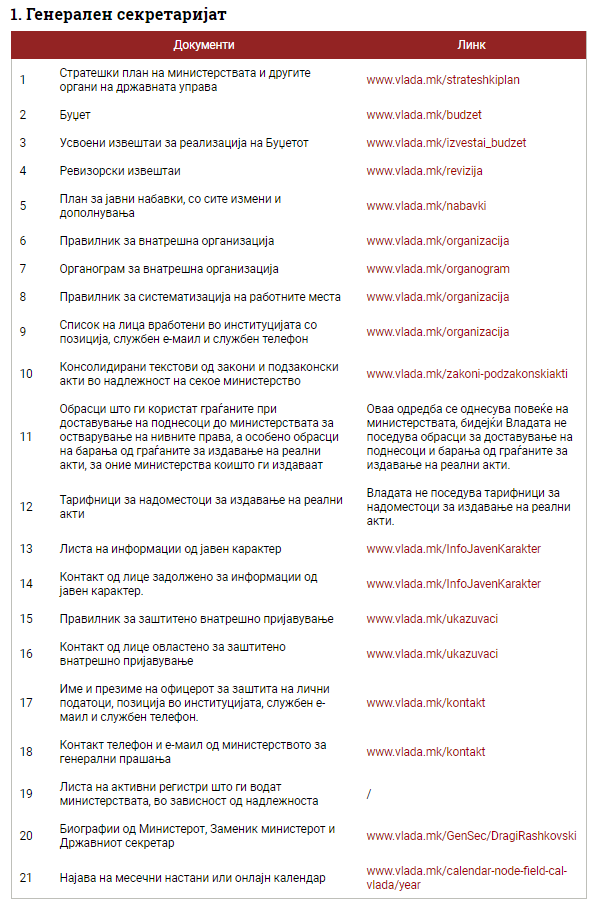 1. Генерален секретаријат
Документи Линк
1 Стратешки план на министерствата и другите
органи на државната управа www.vlada.mk/strateshkiplan
2 Буџет www.vlada.mk/budzet
3 Усвоени извештаи за реализација на Буџетот www.vlada.mk/izvestai_budzet
4 Ревизорски извештаи www.vlada.mk/revizija
5 План за јавни набавки, со сите измени и
дополнувања www.vlada.mk/nabavki
6 Правилник за внатрешна организација www.vlada.mk/organizacija
7 Органограм за внатрешна организација www.vlada.mk/organogram
8 Правилник за систематизација на работните места www.vlada.mk/organizacija
9 Список на лица вработени во институцијата со
позиција, службен е-маил и службен телефон www.vlada.mk/organizacija
10 Консолидирани текстови од закони и подзаконски
акти во надлежност на секое министерство www.vlada.mk/zakoni-podzakonskiakti
11 Обрасци што ги користат граѓаните при
доставување на поднесоци до министерствата за
остварување на нивните права, а особено обрасци
на барања од граѓаните за издавање на реални
акти, за оние министерства коишто ги издаваат
Оваа одредба се однесува повеќе на
министерствата, бидејќи Владата не
поседува обрасци за доставување на
поднесоци и барања од граѓаните за
издавање на реални акти.
12 Тарифници за надоместоци за издавање на реални
акти
Владата не поседува тарифници за
надоместоци за издавање на реални
акти.
13 Листа на информации од јавен карактер www.vlada.mk/InfoJavenKarakter
14 Контакт од лице задолжено за информации од
јавен карактер. www.vlada.mk/InfoJavenKarakter
15 Правилник за заштитено внатрешно пријавување www.vlada.mk/ukazuvaci
16 Контакт од лице овластено за заштитено
внатрешно пријавување www.vlada.mk/ukazuvaci
17 Име и презиме на офицерот за заштита на лични
податоци, позиција во институцијата, службен е-
маил и службен телефон. www.vlada.mk/kontakt
18 Контакт телефон и е-маил од министерството за
генерални прашања www.vlada.mk/kontakt
19 Листа на активни регистри што ги водат
министерствата, во зависност од надлежноста /
20 Биографии од Министерот, Заменик министерот и
Државниот секретар www.vlada.mk/GenSec/DragiRashkovski
21 Најава на месечни настани или онлајн календар www.vlada.mk/calendar-node-field-cal-
vlada/year